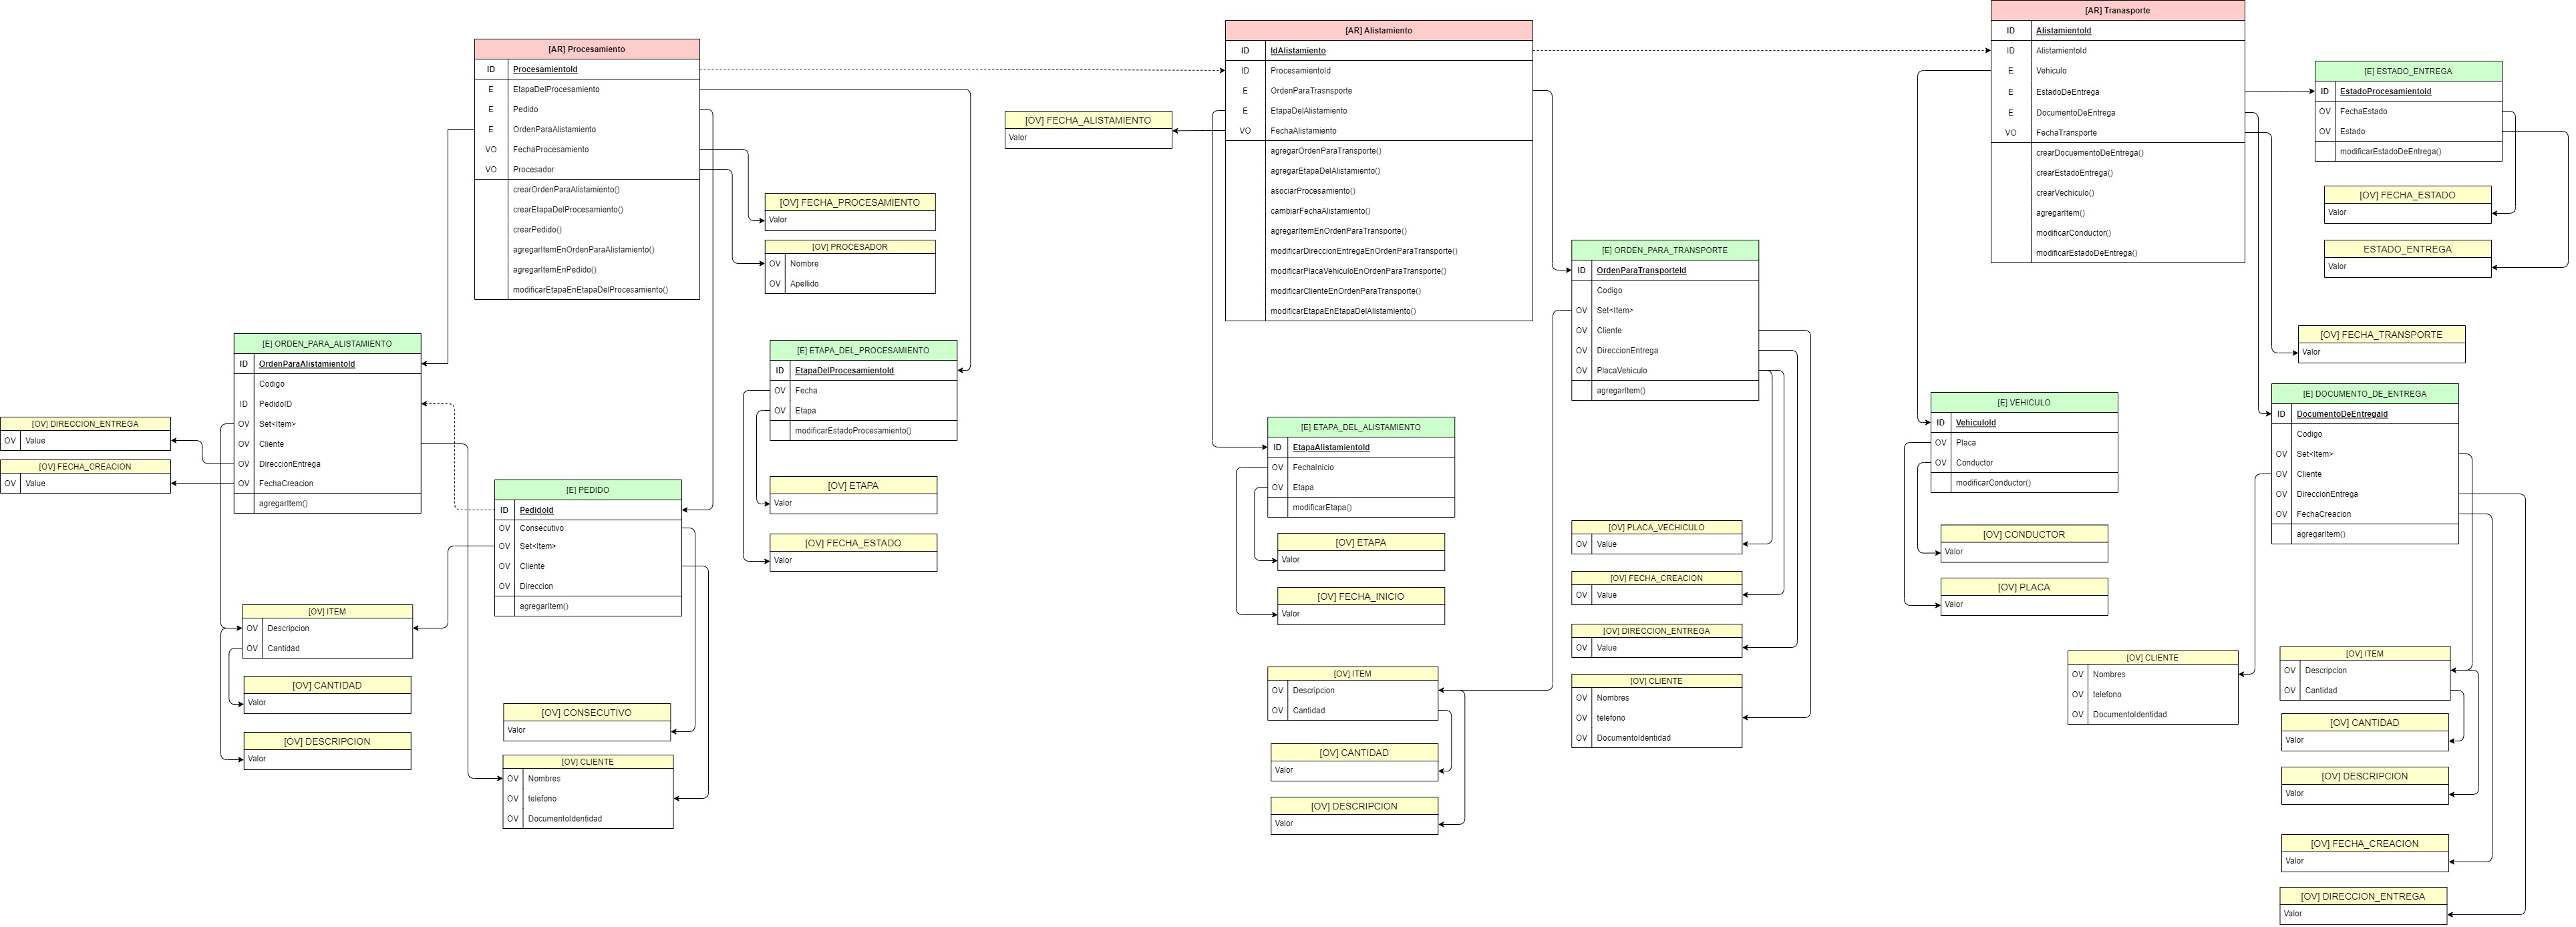 [AR] Procesamiento
ID ProcesamientoId
E EtapaDelProcesamiento
E Pedido
E OrdenParaAlistamiento
VO FechaProcesamiento
VO Procesador
crearOrdenParaAlistamiento()
crearEtapaDelProcesamiento()
crearPedido()
agregarItemEnOrdenParaAlistamiento()
agregarItemEnPedido()
modificarEtapaEnEtapaDelProcesamiento()
[OV] FECHA_PROCESAMIENTO
Valor
[OV] PROCESADOR
OV Nombre
OV Apellido
[E] ORDEN_PARA_ALISTAMIENTO
ID OrdenParaAlistamientoId
Codigo
ID PedidoID
OV Set<Item>
OV Cliente
OV DireccionEntrega
OV FechaCreacion
agregarItem()
[OV] DIRECCION_ENTREGA
OV Value
[OV] FECHA_CREACION
OV Value
[E] ETAPA_DEL_PROCESAMIENTO
ID EtapaDelProcesamientoId
OV Fecha
OV Etapa
modificarEstadoProcesamiento()
[OV] ETAPA
Valor
[OV] FECHA_ESTADO
Valor
[E] PEDIDO
ID PedidoId
OV Consecutivo
OV Set<Item>
OV Cliente
OV Direccion
agregarItem()
[OV] ITEM
OV Descripcion
OV Cantidad
[OV] CANTIDAD
Valor
[OV] DESCRIPCION
Valor
[OV] CONSECUTIVO
Valor
[OV] CLIENTE
OV Nombres
OV telefono
OV DocumentoIdentidad
[AR] Alistamiento
ID IdAlistamiento
ID ProcesamientoId
E OrdenParaTrasnsporte
E EtapaDelAlistamiento
VO FechaAlistamiento
agregarOrdenParaTransporte()
agregarEtapaDelAlistamiento()
asociarProcesamiento()
cambiarFechaAlistamiento()
agregarItemEnOrdenParaTransporte()
modificarDireccionEntregaEnOrdenParaTransporte()
modificarPlacaVehiculoEnOrdenParaTransporte()
modificarClienteEnOrdenParaTransporte()
modificarEtapaEnEtapaDelAlistamiento()
[OV] FECHA_ALISTAMIENTO
Valor
[E] ORDEN_PARA_TRANSPORTE
ID OrdenParaTransporteId
Codigo
OV Set<Item>
OV Cliente
OV DireccionEntrega
OV PlacaVehiculo
agregarItem()
[E] ETAPA_DEL_ALISTAMIENTO
ID EtapaAlistamientoId
OV FechaInicio
OV Etapa
modificarEtapa()
[OV] ETAPA
Valor
[OV] FECHA_INICIO
Valor
[OV] PLACA_VECHICULO
OV Value
[OV] FECHA_CREACION
OV Value
[OV] DIRECCION_ENTREGA
OV Value
[OV] CLIENTE
OV Nombres
OV telefono
OV DocumentoIdentidad
[OV] ITEM
OV Descripcion
OV Cantidad
[OV] CANTIDAD
Valor
[OV] DESCRIPCION
Valor
[AR] Tranasporte
ID AlistamientoId
ID AlistamientoId
E Vehiculo
E EstadoDeEntrega
E DocumentoDeEntrega
VO FechaTransporte
crearDocuementoDeEntrega()
crearEstadoEntrega()
crearVechiculo()
agregarItem()
modificarConductor()
modificarEstadoDeEntrega()
[E] ESTADO_ENTREGA
ID EstadoProcesamientoId
OV FechaEstado
OV Estado
modificarEstadoDeEntrega()
[OV] FECHA_ESTADO
Valor
ESTADO_ENTREGA
Valor
[OV] FECHA_TRANSPORTE
Valor
[E] VEHICULO
ID VehiculoId
OV Placa
OV Conductor
modificarConductor()
[OV] CONDUCTOR
Valor
[OV] PLACA
Valor
[E] DOCUMENTO_DE_ENTREGA
ID DocumentoDeEntregaId
Codigo
OV Set<Item>
OV Cliente
OV DireccionEntrega
OV FechaCreacion
agregarItem()
[OV] CLIENTE
OV Nombres
OV telefono
OV DocumentoIdentidad
[OV] ITEM
OV Descripcion
OV Cantidad
[OV] CANTIDAD
Valor
[OV] DESCRIPCION
Valor
[OV] FECHA_CREACION
Valor
[OV] DIRECCION_ENTREGA
Valor